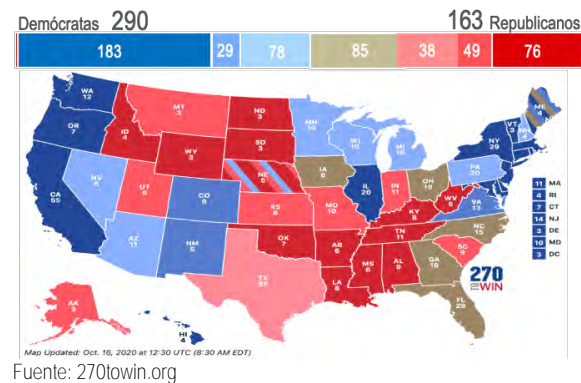 Demócratas 290 163 Republicanos
183 29 78 85 38 49 76
WA
12
OR
7
CA
55
NV
6
ID
4
MT
3
WY
3
UT
6
AZ
11
CO
9
NM
5
ND
3
SD
3
NE
5
KS
6
OK
7
TX
38
MN
10
IA
6
MO
10
AR
6
LA
8
WI
10
IL
20
MI
16
IN
11
OH
18
KY
8
TN
11
MS
6
AL
9
GA
16
FL
29
SC
9
NC
15
VA
13
WV
5
PA
20
NY
29
VT
3
NH
4
ME
4
AK
3
HI
4
11 MA
4 RI
7 CT
14 NJ
3 DE
10 MD
3 DC
270
TO WIN
Map Updated: Oct. 16, 2020 at 12:30 UTC (8:30 AM EDT)
Fuente: 270towin.org